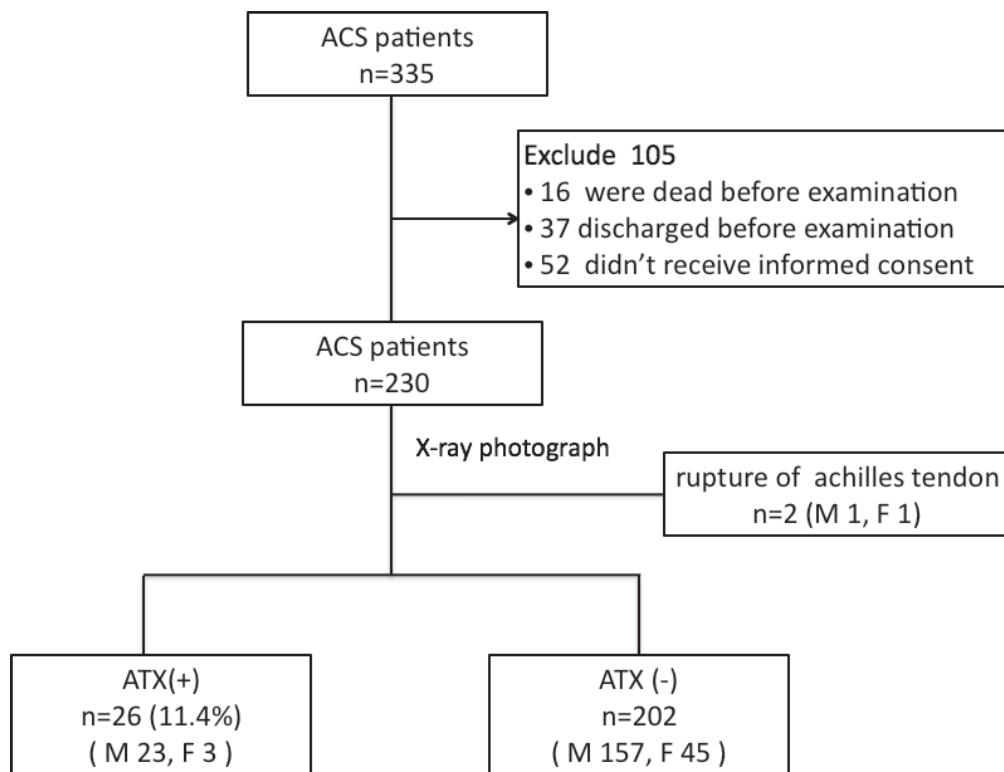 ACS patients
n=335
Exclude 105
• 16 were dead before examination
• 37 discharged before examination
• 52 didn't receive informed consent
ACS patients
n=230
X-ray photograph
rupture of achilles tendon
n=2 (M 1, F 1)
ATX(+)
n=26 (11.4%)
( M 23, F 3 )
ATX (-)
n=202
( M 157, F 45 )